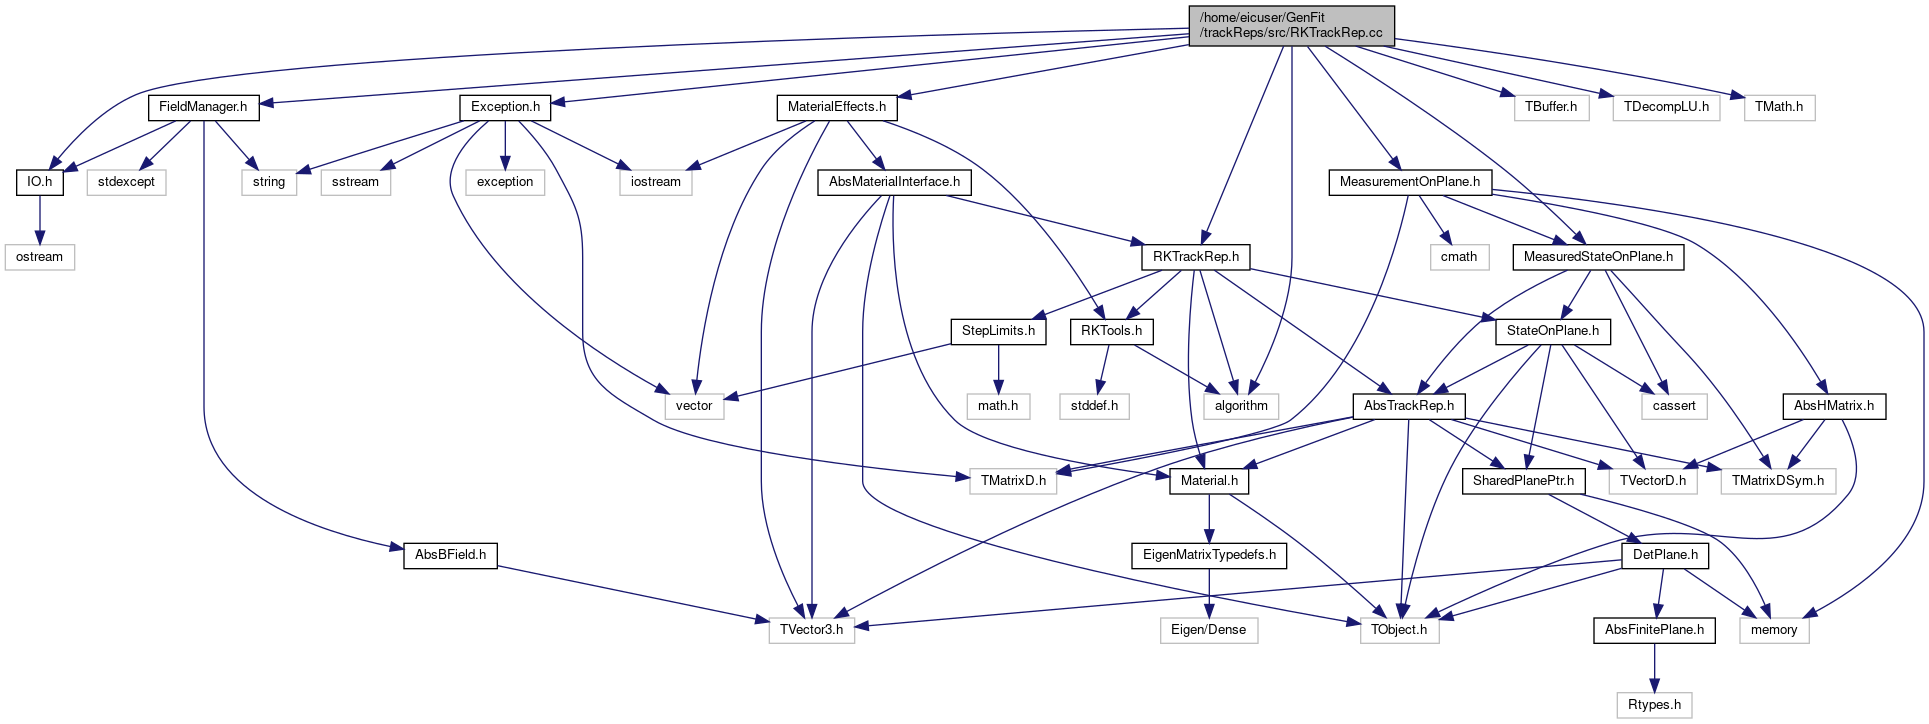 /home/eicuser/GenFit
/trackReps/src/RKTrackRep.cc
FieldManager.h
Exception.h
MaterialEffects.h
TBuffer.h
TDecompLU.h
TMath.h
IO.h
stdexcept
string
sstream
exception
iostream
AbsMaterialInterface.h
MeasurementOnPlane.h
ostream
RKTrackRep.h
cmath
MeasuredStateOnPlane.h
StepLimits.h
RKTools.h
StateOnPlane.h
vector
math.h
stddef.h
algorithm
AbsTrackRep.h
cassert
AbsHMatrix.h
TMatrixD.h
Material.h
SharedPlanePtr.h
TVectorD.h
TMatrixDSym.h
AbsBField.h
EigenMatrixTypedefs.h
DetPlane.h
TVector3.h
Eigen/Dense
TObject.h
AbsFinitePlane.h
memory
Rtypes.h